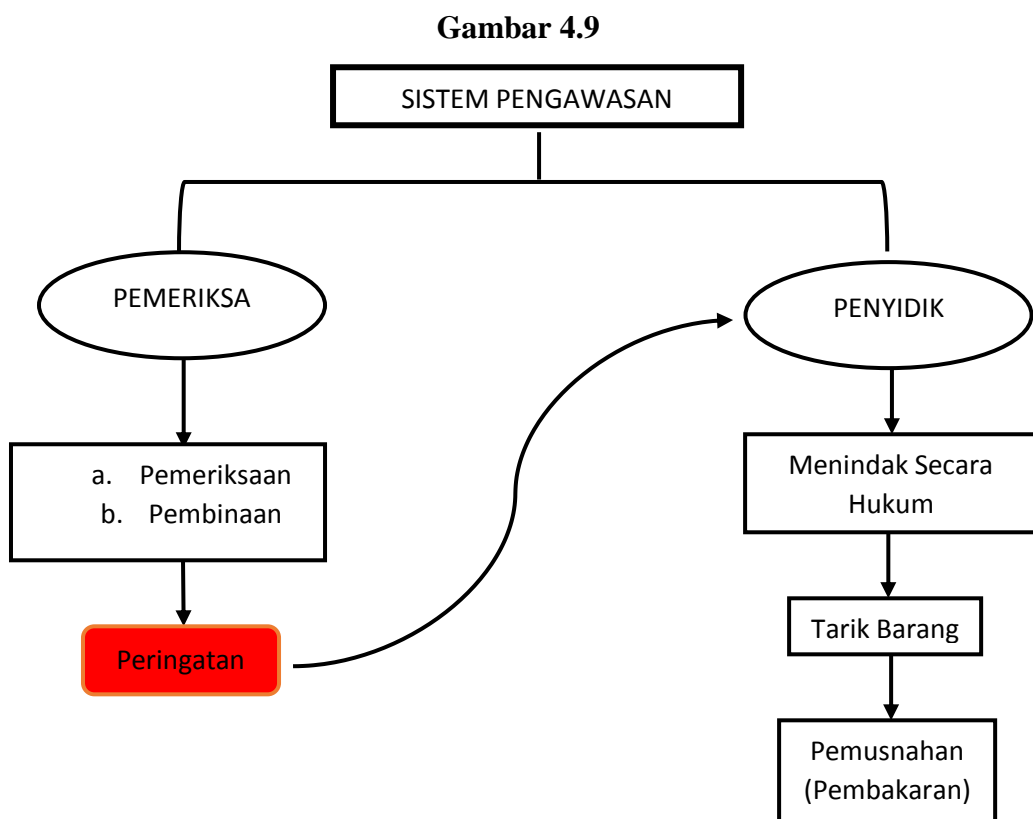 Gambar 4.9
SISTEM PENGAWASAN
PEMERIKSA
a. Pemeriksaan
b. Pembinaan
Peringatan
PENYIDIK
Menindak Secara
Hukum
Tarik Barang
Pemusnahan
(Pembakaran)